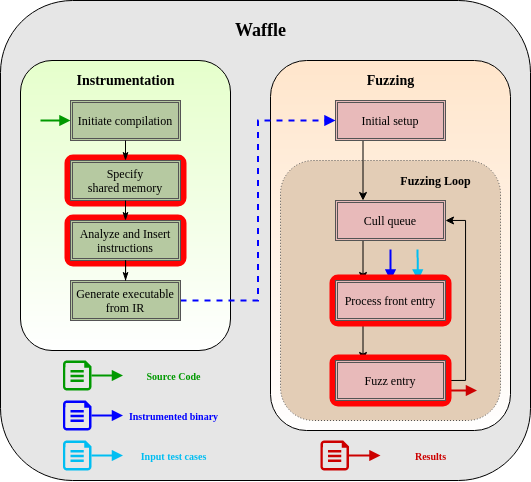 Waffle
Instrumentation
Initiate compilation
Specify
shared memory
Analyze and Insert
instructions
Generate executable
from IR
Fuzzing
Initial setup
Fuzzing Loop
Cull queue
Process front entry
Fuzz entry
Source Code
Instrumented binary
Input test cases
Results